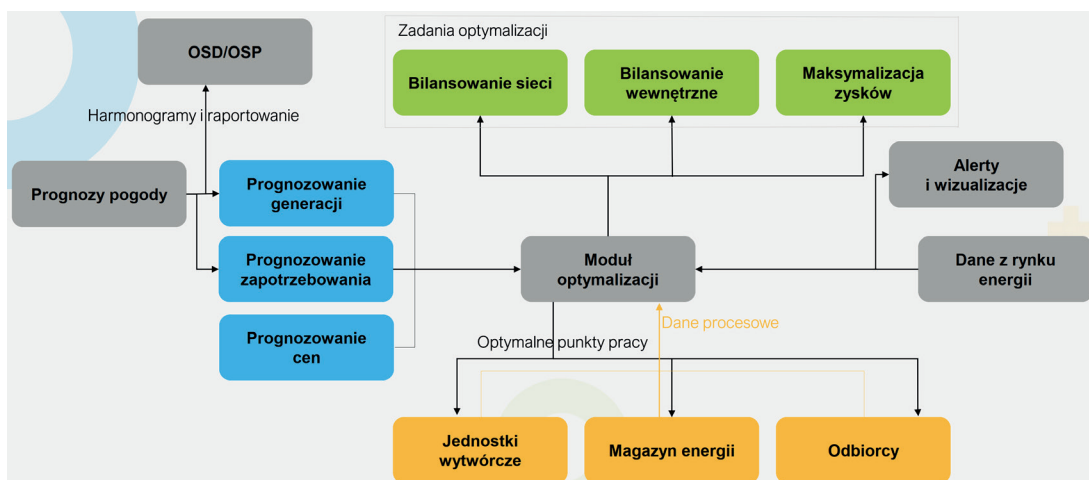 OSD/OSP
Harmonogramy i raportowanie
Zadania optymalizacji
Bilansowanie sieci
Bilansowanie
wewnętrzne
Maksymalizacja
zysków
Prognozy pogody
Prognozowanie
generacji
Prognozowanie
zapotrzebowania
Prognozowanie
cen
Moduł
optymalizacji
Alerty
i wizualizacje
Dane z rynku
energii
Dane procesowe
Optymalne punkty pracy
Jednostki
wytwórcze
Magazyn energii
Odbiorcy